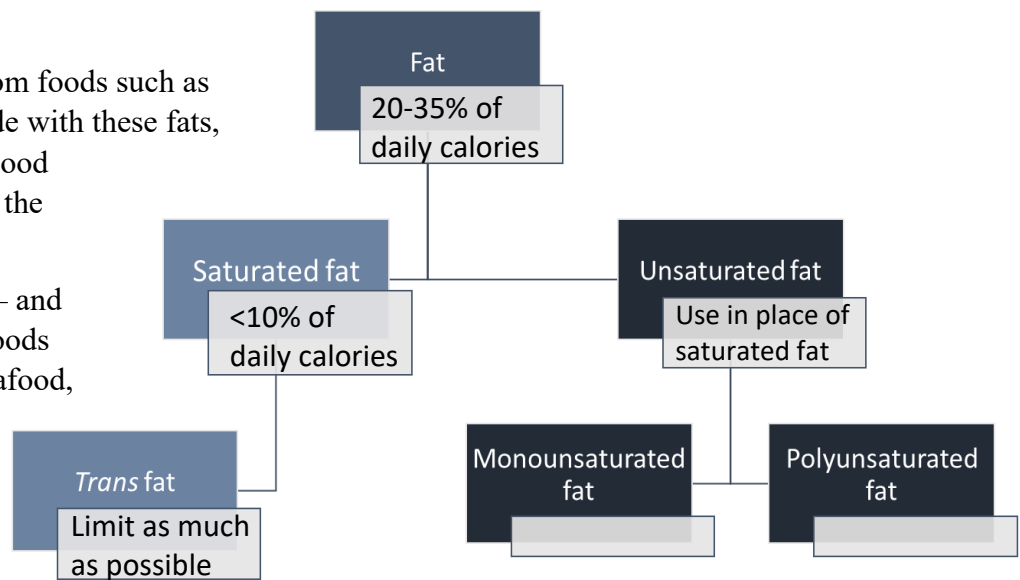 om foods such as
de with these fats,
ood
the
– and
oods
afood,
Fat
20-35% of
daily calories
Saturated fat
<10% of
daily calories
Unsaturated fat
Use in place of
saturated fat
Trans fat
Limit as much
as possible
Monounsaturated
fat
Polyunsaturated
fat